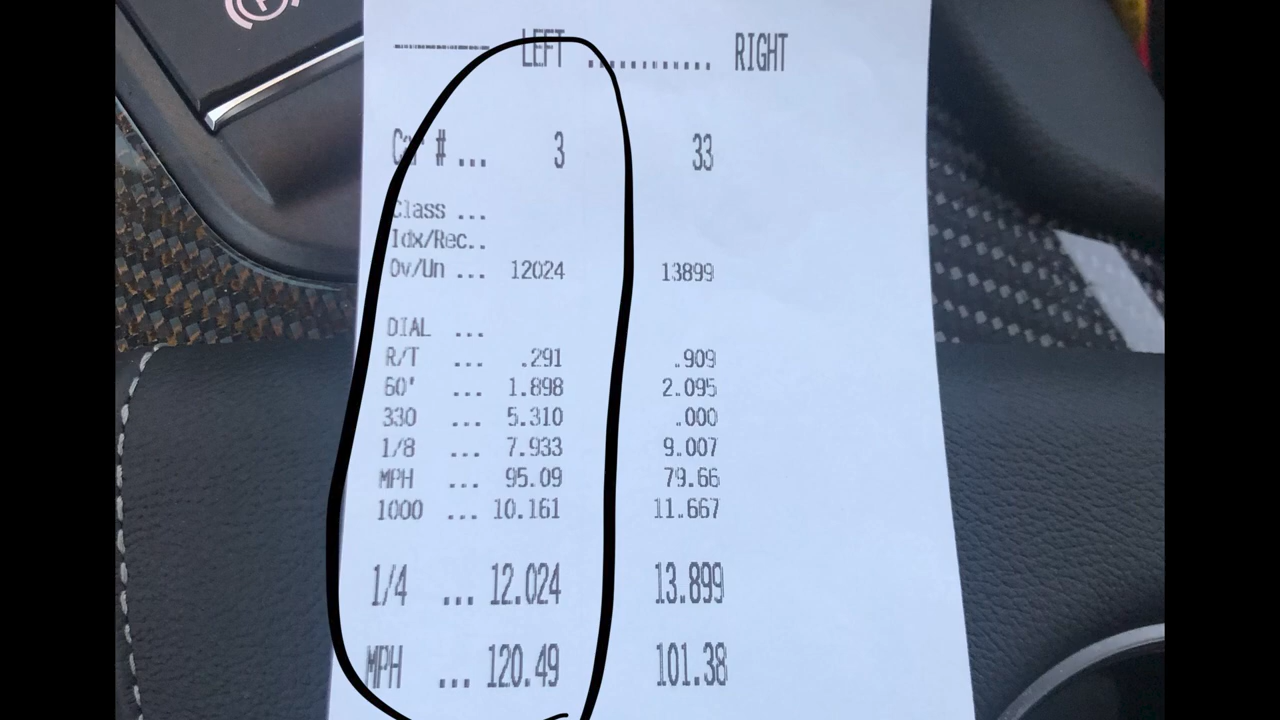 ---------- LEFT ............ RIGHT
Car # ... 3 33
Class ...
Idx/Rec..
Ov/Un ... 12024 13899
DIAL ...
R/T ... .291 .909
60' ... 1.898 2.095
330 ... 5.310 .000
1/8 ... 7.933 9.007
MPH ... 95.09 79.66
1000 ... 10.161 11.667
1/4 ... 12.024 13.899
MPH ... 120.49 101.38